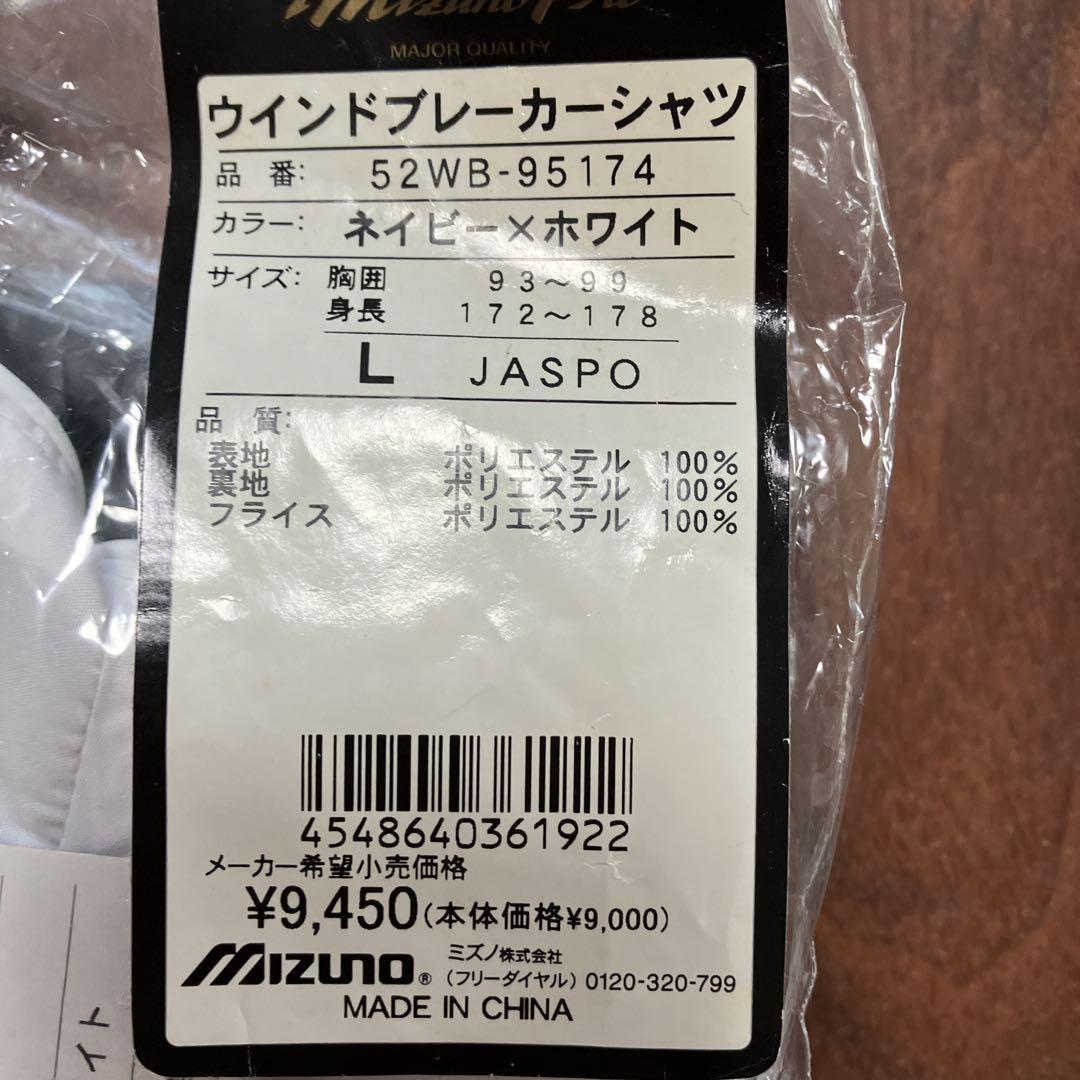 Mizuno Pro
MAJOR QUALITY
ウインドブレーカーシャツ
品 番: 52WB-95174
カラー: ネイビー×ホワイト
サイズ: 胸囲 93～99
身長 172～178
L JASPO
品 質:
表地 ポリエステル 100%
裏地 ポリエステル 100%
フライス ポリエステル 100%
4548640361922
メーカー希望小売価格
¥9,450(本体価格¥9,000)
MIZUNO® ミズノ株式会社
(フリーダイヤル) 0120-320-799
MADE IN CHINA
イト